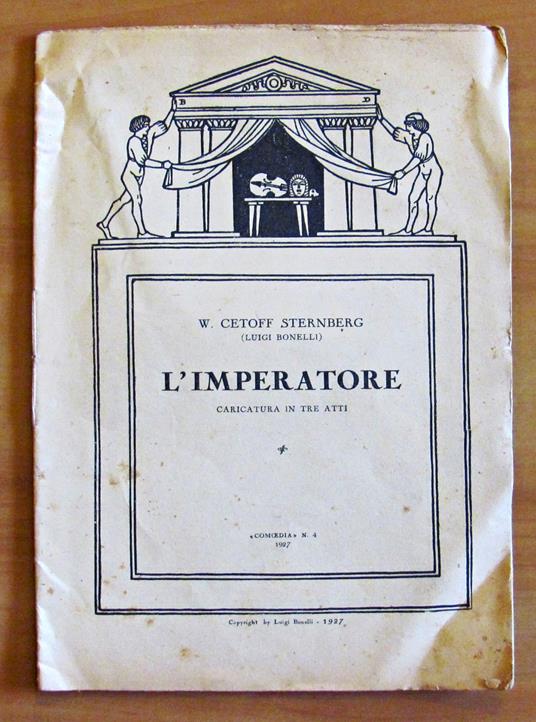 B D
W. CETOFF STERNBERG
(LUIGI BONELLI)
L'IMPERATORE
CARICATURA IN TRE ATTI
«COMŒDIA» N. 4
1927
Copyright by Luigi Bonelli - 1927.